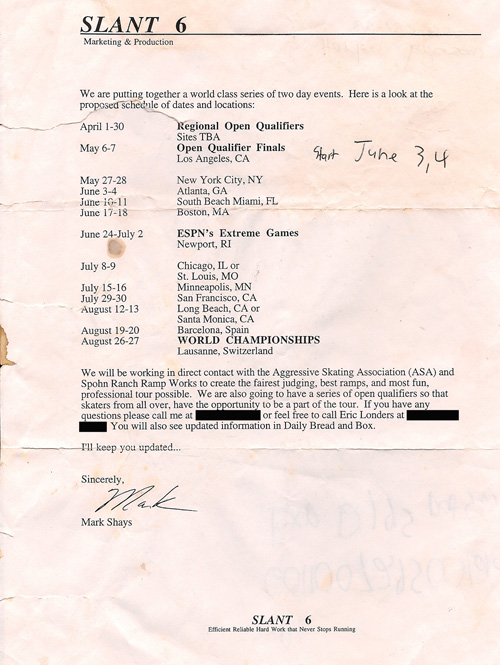 SLANT 6
Marketing & Production
We are putting together a world class series of two day events. Here is a look at the
proposed schedule of dates and locations:
April 1-30 Regional Open Qualifiers
Sites TBA
May 6-7 Open Qualifier Finals
Los Angeles, CA
Start June 3,4
May 27-28 New York City, NY
June 3-4 Atlanta, GA
June 10-11 South Beach Miami, FL
June 17-18 Boston, MA
June 24-July 2 ESPN's Extreme Games
Newport, RI
July 8-9 Chicago, IL or
St. Louis, MO
July 15-16 Minneapolis, MN
July 29-30 San Francisco, CA
August 12-13 Long Beach, CA or
Santa Monica, CA
August 19-20 Barcelona, Spain
August 26-27 WORLD CHAMPIONSHIPS
Lausanne, Switzerland
We will be working in direct contact with the Aggressive Skating Association (ASA) and
Spohn Ranch Ramp Works to create the fairest judging, best ramps, and most fun,
professional tour possible. We are also going to have a series of open qualifiers so that
skaters from all over, have the opportunity to be a part of the tour. If you have any
questions please call me at or feel free to call Eric Londers at
You will also see updated information in Daily Bread and Box.
I'll keep you updated...
Sincerely,
Mark
Mark Shays
SLANT 6
Efficient Reliable Hard Work that Never Stops Running